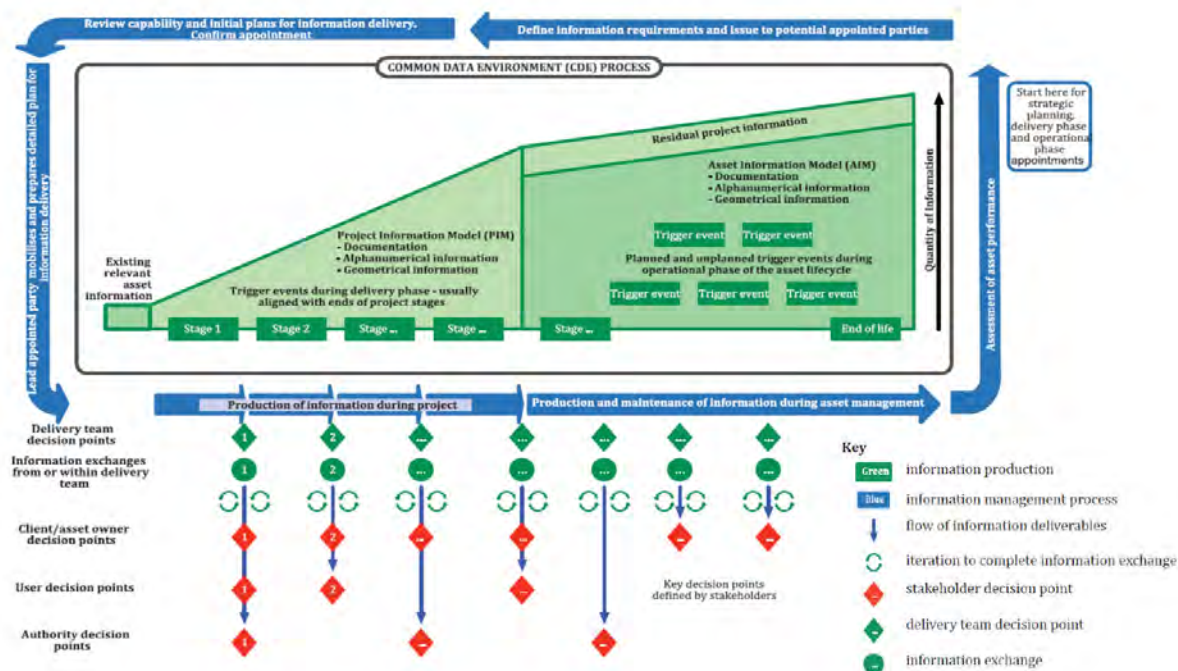 Review capability and initial plans for information delivery.
Confirm appointment
Define information requirements and issue to potential appointed parties
COMMON DATA ENVIRONMENT (CDE) PROCESS
Lead appointed party mobilises and prepares detailed plan for
information delivery
Start here for
strategic
planning,
delivery phase
and operational
phase
appointments
Assessment of asset performance
Quantity of information
Residual project information
Asset Information Model (AIM)
- Documentation
- Alphanumerical information
- Geometrical information
Project Information Model (PIM)
- Documentation
- Alphanumerical information
- Geometrical information
Trigger event
Trigger event
Planned and unplanned trigger events during
operational phase of the asset lifecycle
Trigger event
Trigger event
Trigger event
Existing
relevant
asset
information
Trigger events during delivery phase - usually
aligned with ends of project stages
Stage 1
Stage 2
Stage ...
Stage ...
Stage ...
End of life
Production of information during project
Production and maintenance of information during asset management
Delivery team
decision points
1
2
...
...
...
...
...
Information exchanges
from or within delivery
team
1
2
...
...
...
...
...
Client/asset owner
decision points
1
2
...
...
...
...
User decision points
1
2
...
Key decision points
defined by stakeholders
Authority decision
points
1
...
...
Key
Green
information production
Blue
information management process
flow of information deliverables
iteration to complete information exchange
...
stakeholder decision point
...
delivery team decision point
...
information exchange